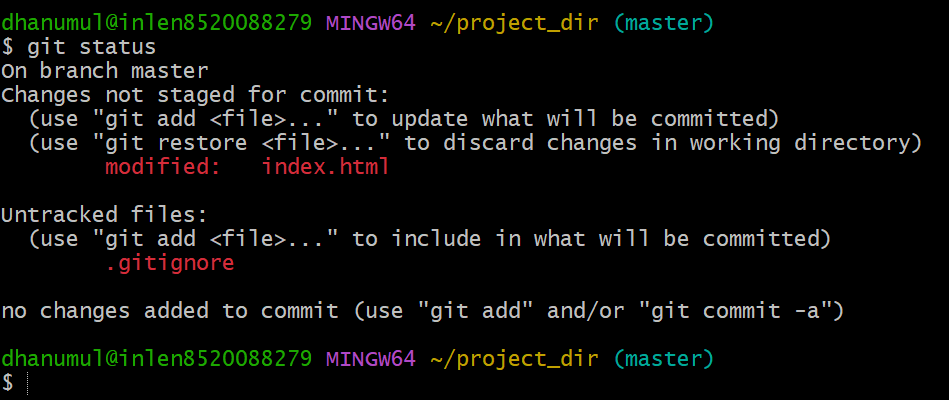 dhanumul@inlen8520088279 MINGW64 ~/project_dir (master)
$ git status
On branch master
Changes not staged for commit:
  (use "git add <file>..." to update what will be committed)
  (use "git restore <file>..." to discard changes in working directory)
        modified:   index.html

Untracked files:
  (use "git add <file>..." to include in what will be committed)
        .gitignore

no changes added to commit (use "git add" and/or "git commit -a")

dhanumul@inlen8520088279 MINGW64 ~/project_dir (master)
$